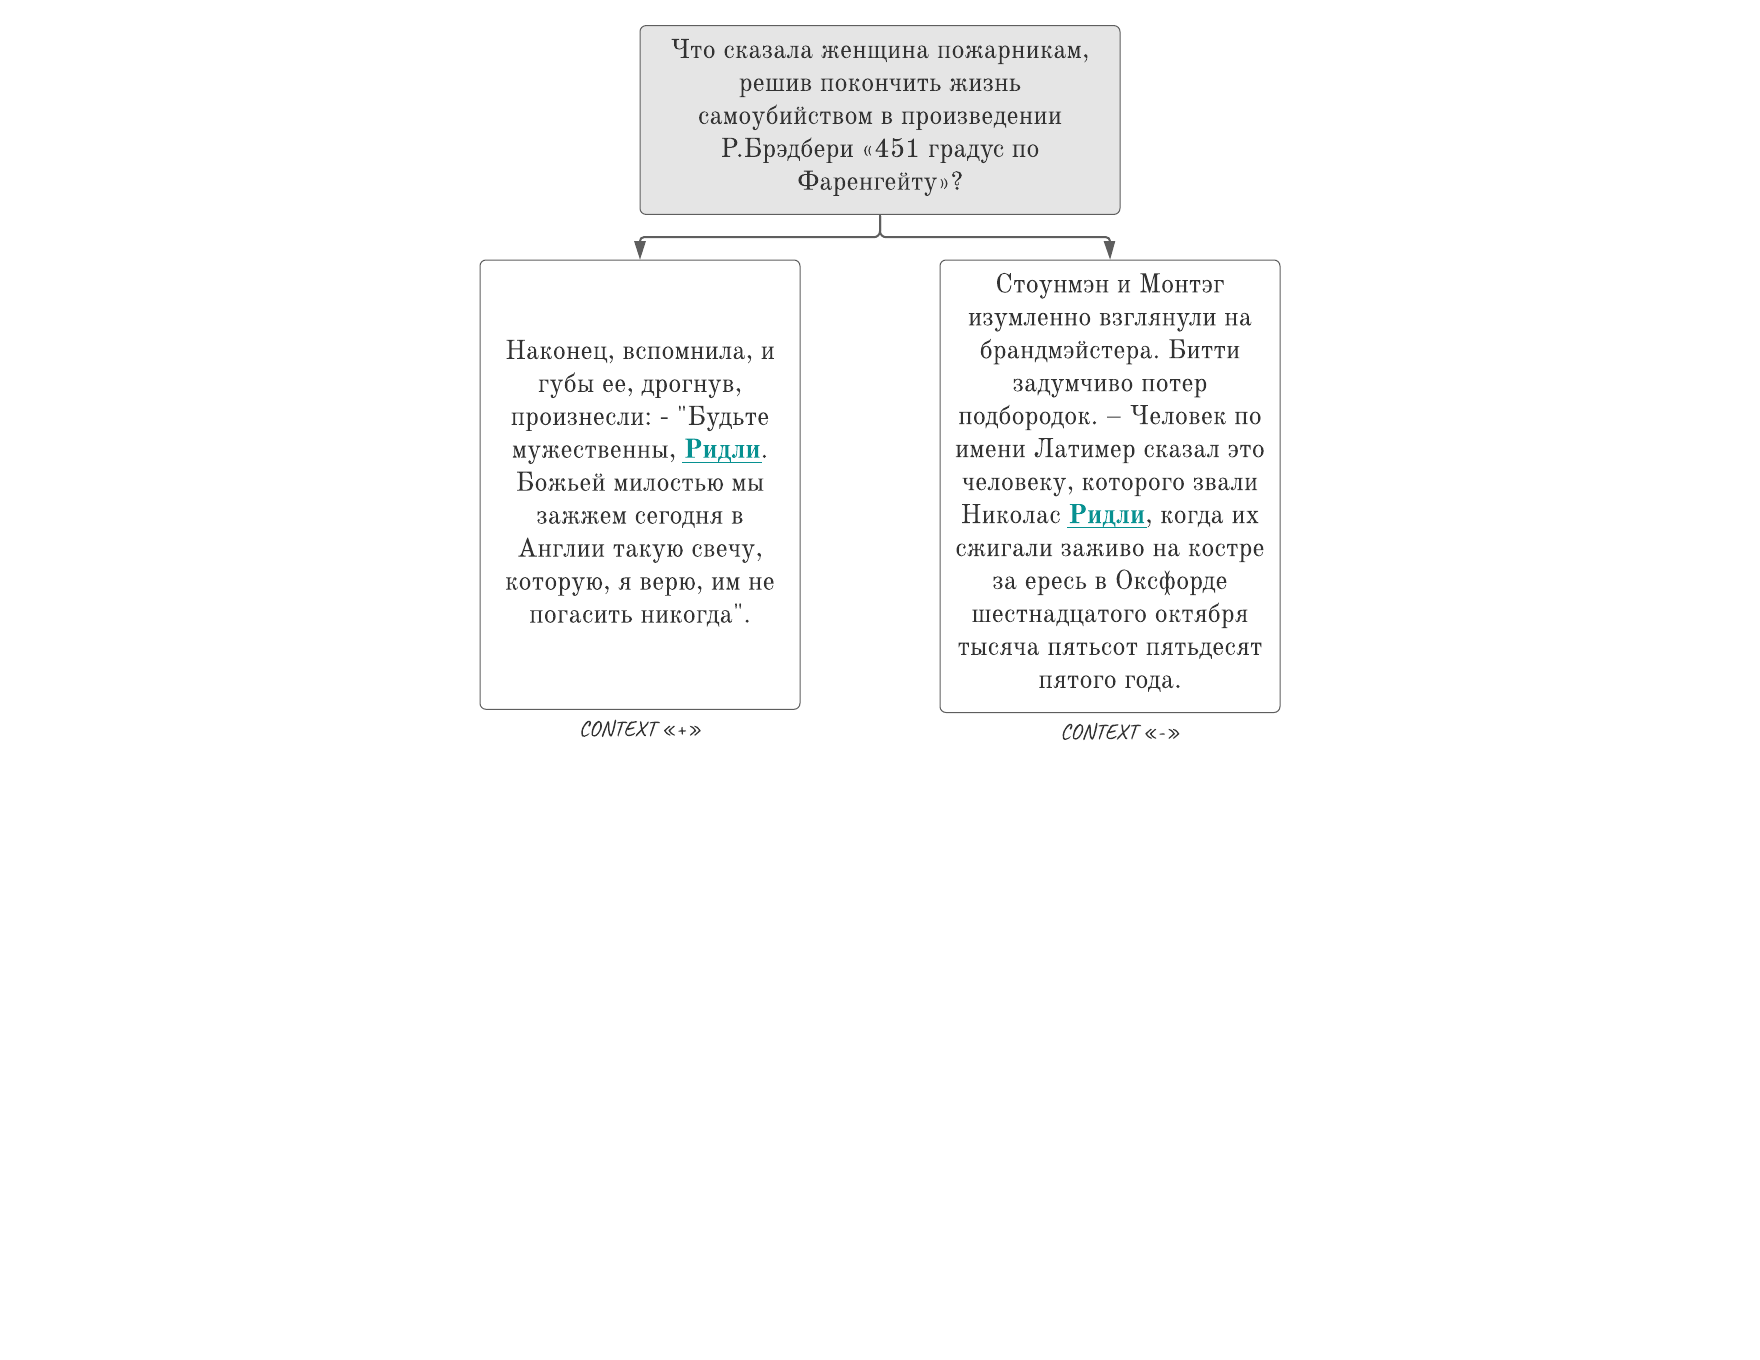 Что сказала женщина пожарникам,
решив покончить жизнь
самоубийством в произведении
Р.Брэдбери «451 градус по
Фаренгейту»?
Наконец, вспомнила, и
губы ее, дрогнув,
произнесли: - "Будьте
мужественны, Ридли.
Божьей милостью мы
зажжем сегодня в
Англии такую свечу,
которую, я верю, им не
погасить никогда".
CONTEXT «+»
Стоунмэн и Монтэг
изумленно взглянули на
брандмэйстера. Битти
задумчиво потер
подбородок. – Человек по
имени Латимер сказал это
человеку, которого звали
Николас Ридли, когда их
сжигали заживо на костре
за ересь в Оксфорде
шестнадцатого октября
тысяча пятьсот пятьдесят
пятого года.
CONTEXT «-»